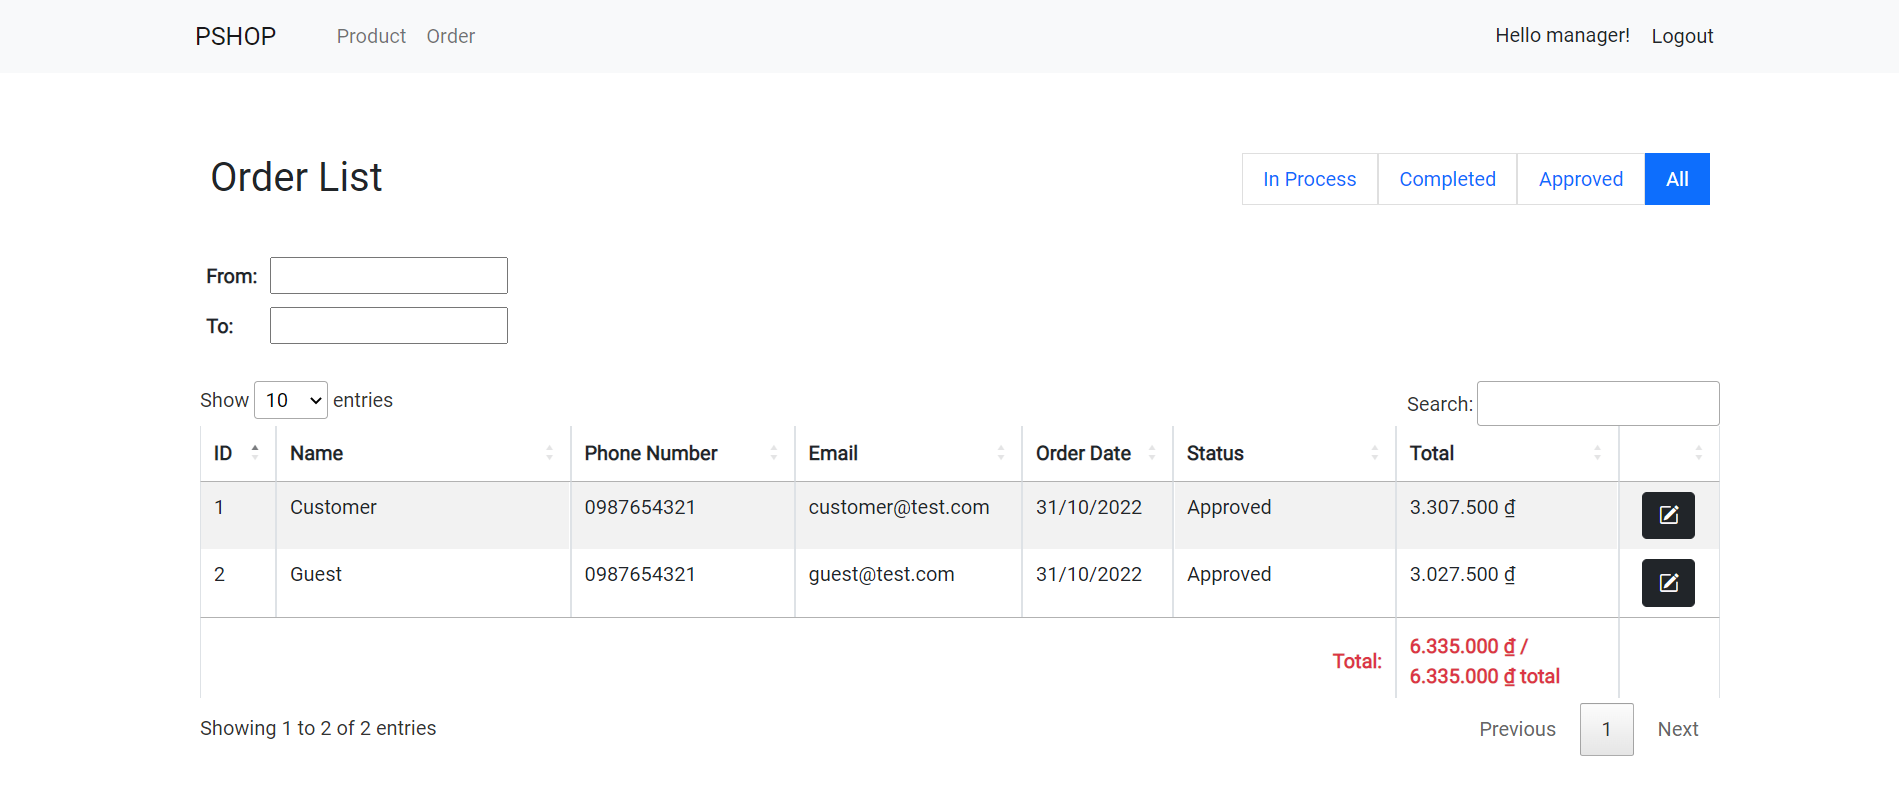 PSHOP Product Order Hello manager! Logout
Order List In Process Completed Approved All
From:
To:
Show 10 entries Search:
ID Name Phone Number Email Order Date Status Total
1 Customer 0987654321 customer@test.com 31/10/2022 Approved 3.307.500 ₫
2 Guest 0987654321 guest@test.com 31/10/2022 Approved 3.027.500 ₫
Total: 6.335.000 ₫ /
6.335.000 ₫ total
Showing 1 to 2 of 2 entries Previous 1 Next